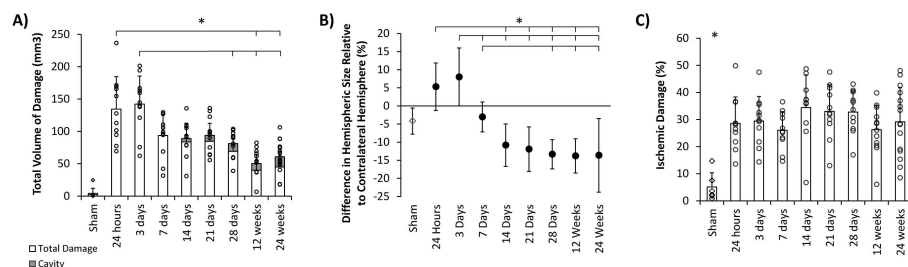 A)
*
Total Volume of Damage (mm3)
250
200
150
100
50
0
Sham
24 hours
3 days
7 days
14 days
21 days
28 days
12 weeks
24 weeks
Total Damage
Cavity
B)
*
Difference in Hemispheric Size Relative
to Contralateral Hemisphere (%)
20
15
10
5
0
-5
-10
-15
-20
-25
Sham
24 Hours
3 Days
7 Days
14 Days
21 Days
28 Days
12 Weeks
24 Weeks
C)
*
Ischemic Damage (%)
60
50
40
30
20
10
0
Sham
24 hours
3 days
7 days
14 days
21 days
28 days
12 weeks
24 weeks